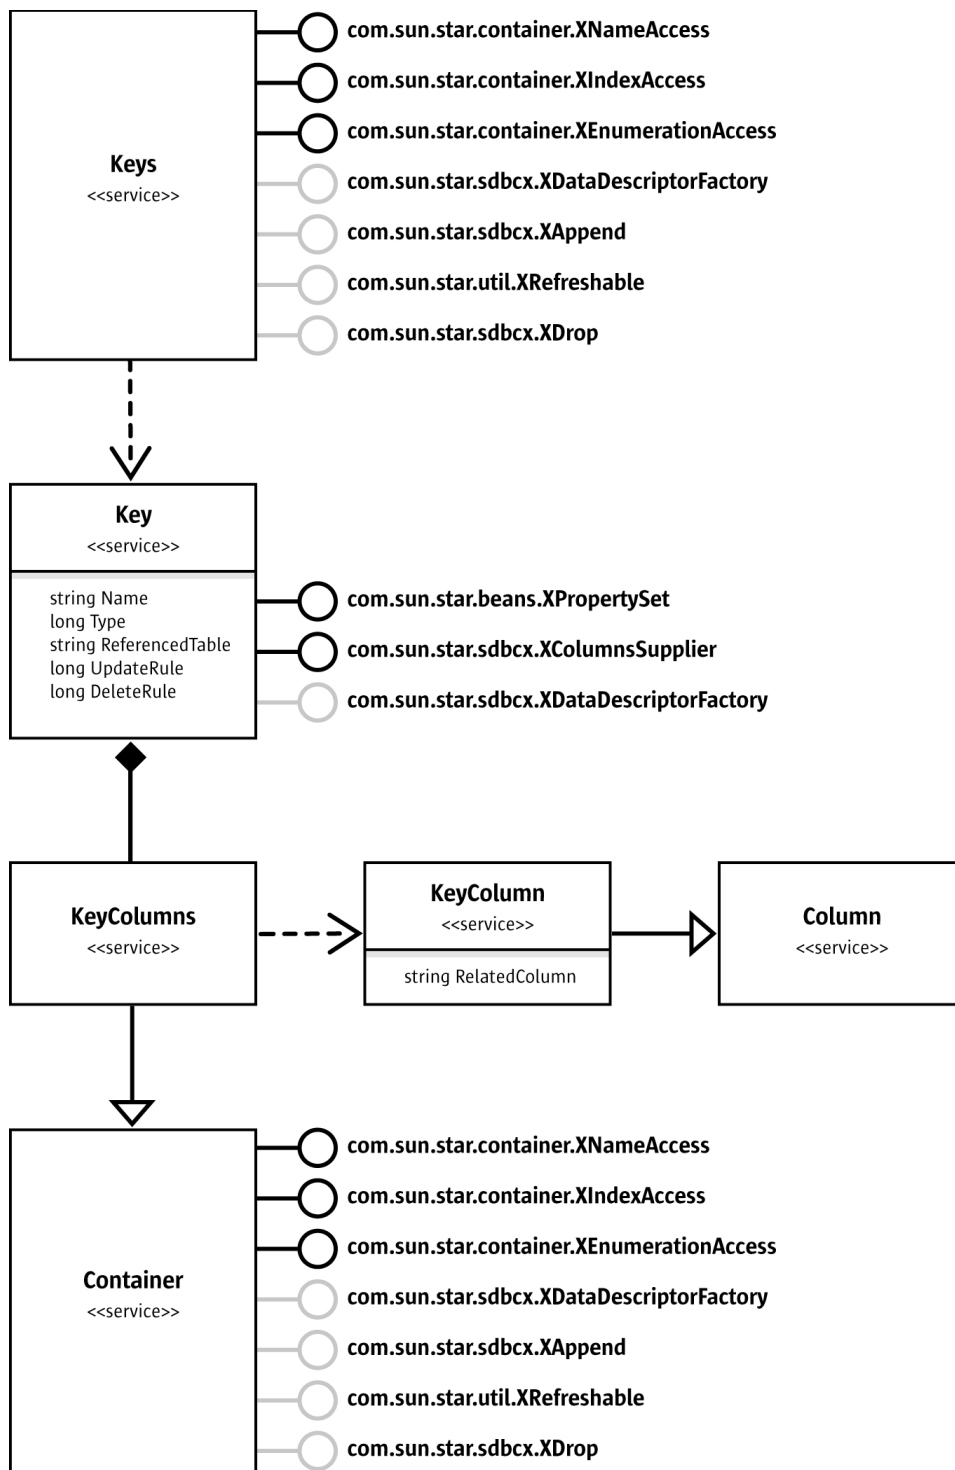 Keys
<<service>>
com.sun.star.container.XNameAccess
com.sun.star.container.XIndexAccess
com.sun.star.container.XEnumerationAccess
com.sun.star.sdbcx.XDataDescriptorFactory
com.sun.star.sdbcx.XAppend
com.sun.star.util.XRefreshable
com.sun.star.sdbcx.XDrop
Key
<<service>>
string Name
long Type
string ReferencedTable
long UpdateRule
long DeleteRule
com.sun.star.beans.XPropertySet
com.sun.star.sdbcx.XColumnsSupplier
com.sun.star.sdbcx.XDataDescriptorFactory
KeyColumns
<<service>>
KeyColumn
<<service>>
string RelatedColumn
Column
<<service>>
Container
<<service>>
com.sun.star.container.XNameAccess
com.sun.star.container.XIndexAccess
com.sun.star.container.XEnumerationAccess
com.sun.star.sdbcx.XDataDescriptorFactory
com.sun.star.sdbcx.XAppend
com.sun.star.util.XRefreshable
com.sun.star.sdbcx.XDrop